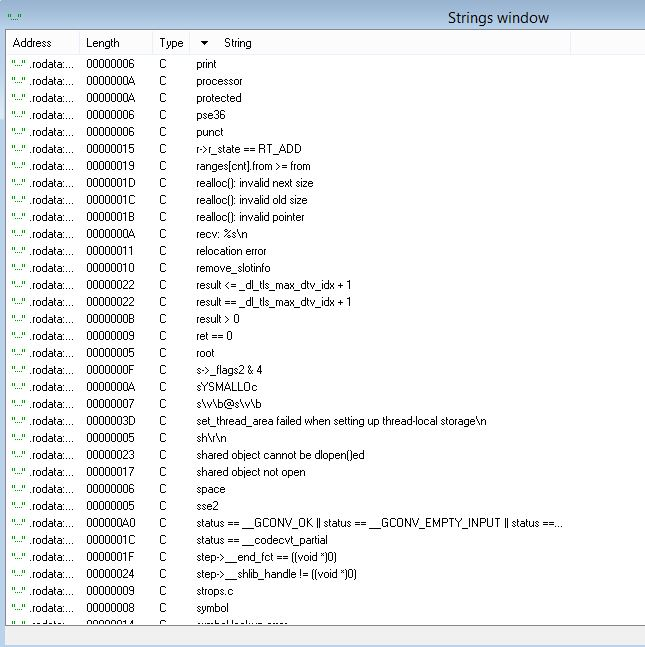 Strings window
Address Length Type String
"..." .rodata:... 00000006 C print
"..." .rodata:... 0000000A C processor
"..." .rodata:... 0000000A C protected
"..." .rodata:... 00000006 C pse36
"..." .rodata:... 00000006 C punct
"..." .rodata:... 00000015 C r->r_state == RT_ADD
"..." .rodata:... 00000019 C ranges[cnt].from >= from
"..." .rodata:... 0000001D C realloc(): invalid next size
"..." .rodata:... 0000001C C realloc(): invalid old size
"..." .rodata:... 0000001B C realloc(): invalid pointer
"..." .rodata:... 0000000A C recv: %s\n
"..." .rodata:... 00000011 C relocation error
"..." .rodata:... 00000010 C remove_slotinfo
"..." .rodata:... 00000022 C result <= _dl_tls_max_dtv_idx + 1
"..." .rodata:... 00000022 C result == _dl_tls_max_dtv_idx + 1
"..." .rodata:... 0000000B C result > 0
"..." .rodata:... 00000009 C ret == 0
"..." .rodata:... 00000005 C root
"..." .rodata:... 0000000F C s->_flags2 & 4
"..." .rodata:... 0000000A C sYSMALLOc
"..." .rodata:... 00000007 C s\v\b@s\v\b
"..." .rodata:... 0000003D C set_thread_area failed when setting up thread-local storage\n
"..." .rodata:... 00000005 C sh\r\n
"..." .rodata:... 00000023 C shared object cannot be dlopen()ed
"..." .rodata:... 00000017 C shared object not open
"..." .rodata:... 00000006 C space
"..." .rodata:... 00000005 C sse2
"..." .rodata:... 000000A0 C status == __GCONV_OK || status == __GCONV_EMPTY_INPUT || status ==...
"..." .rodata:... 0000001C C status == __codecvt_partial
"..." .rodata:... 0000001F C step->__end_fct == ((void *)0)
"..." .rodata:... 00000024 C step->__shlib_handle != ((void *)0)
"..." .rodata:... 00000009 C strops.c
"..." .rodata:... 00000008 C symbol
"..." .rodata:... 00000014 C symbol lookup error